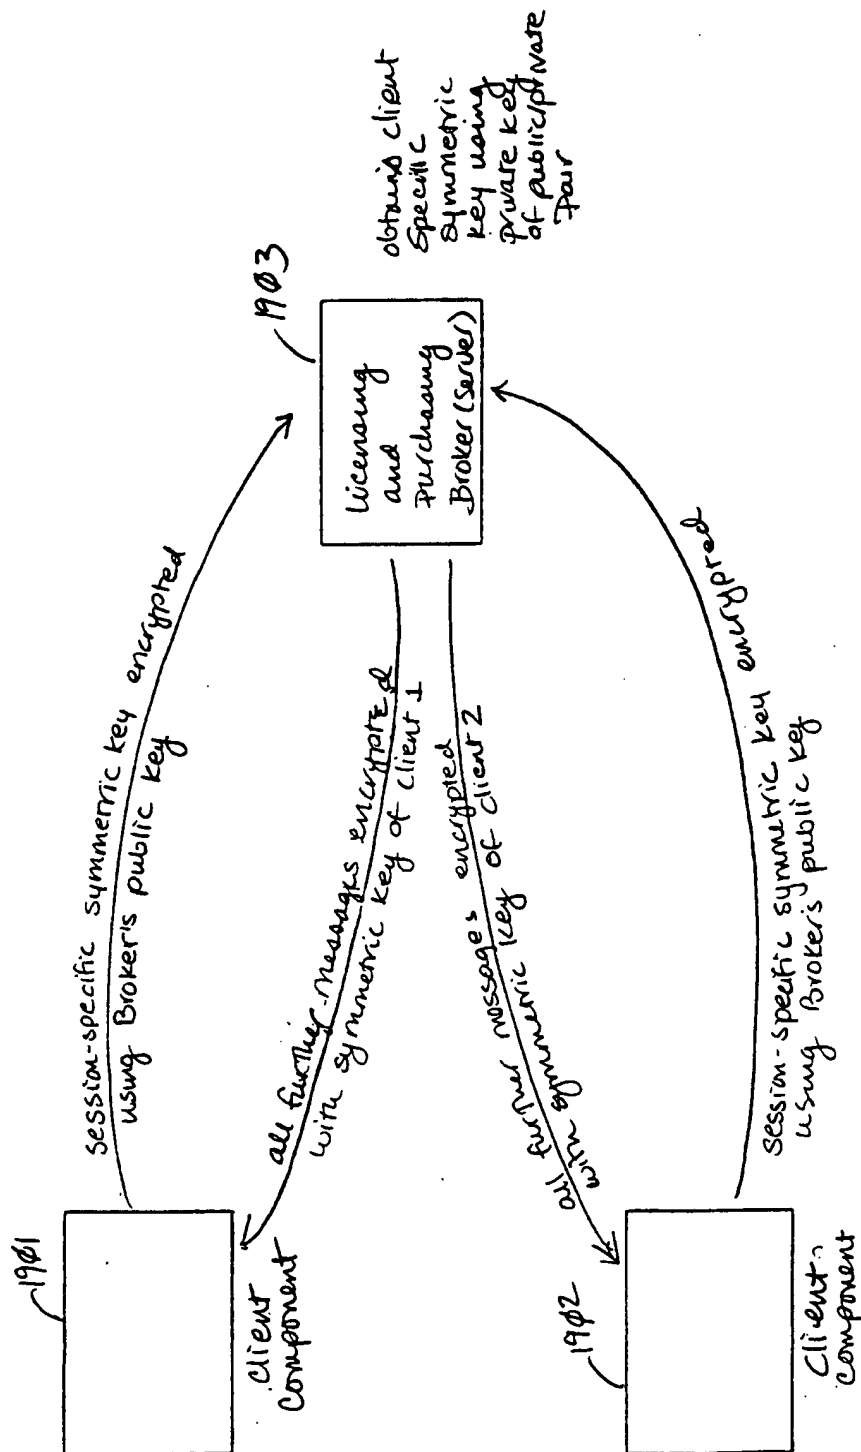 1901
client
component
session-specific symmetric key encrypted
using Broker's public key
all further messages encrypted
with symmetric key of client 1
1903
Licensing
and
Purchasing
Broker (Server)
obtains client
specific
symmetric
key using
private key
of public/private
Pair
all further messages encrypted
with symmetric key of client 2
1902
client
component
session-specific symmetric key encrypted
using Broker's public key